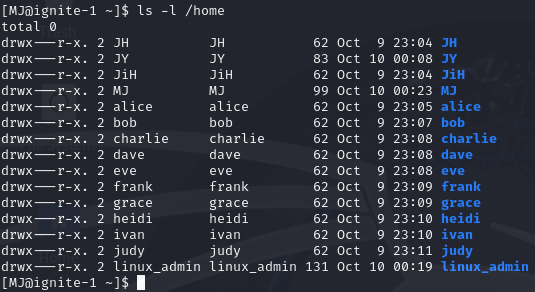 [MJ@ignite-1 ~]$ ls -l /home
total 0
drwx---r-x. 2 JH JH 62 Oct 9 23:04 JH
drwx---r-x. 2 JY JY 83 Oct 10 00:08 JY
drwx---r-x. 2 JiH JiH 62 Oct 9 23:04 JiH
drwx---r-x. 2 MJ MJ 99 Oct 10 00:23 MJ
drwx---r-x. 2 alice alice 62 Oct 9 23:05 alice
drwx---r-x. 2 bob bob 62 Oct 9 23:07 bob
drwx---r-x. 2 charlie charlie 62 Oct 9 23:08 charlie
drwx---r-x. 2 dave dave 62 Oct 9 23:08 dave
drwx---r-x. 2 eve eve 62 Oct 9 23:08 eve
drwx---r-x. 2 frank frank 62 Oct 9 23:09 frank
drwx---r-x. 2 grace grace 62 Oct 9 23:09 grace
drwx---r-x. 2 heidi heidi 62 Oct 9 23:10 heidi
drwx---r-x. 2 ivan ivan 62 Oct 9 23:10 ivan
drwx---r-x. 2 judy judy 62 Oct 9 23:11 judy
drwx---r-x. 2 linux_admin linux_admin 131 Oct 10 00:19 linux_admin
[MJ@ignite-1 ~]$